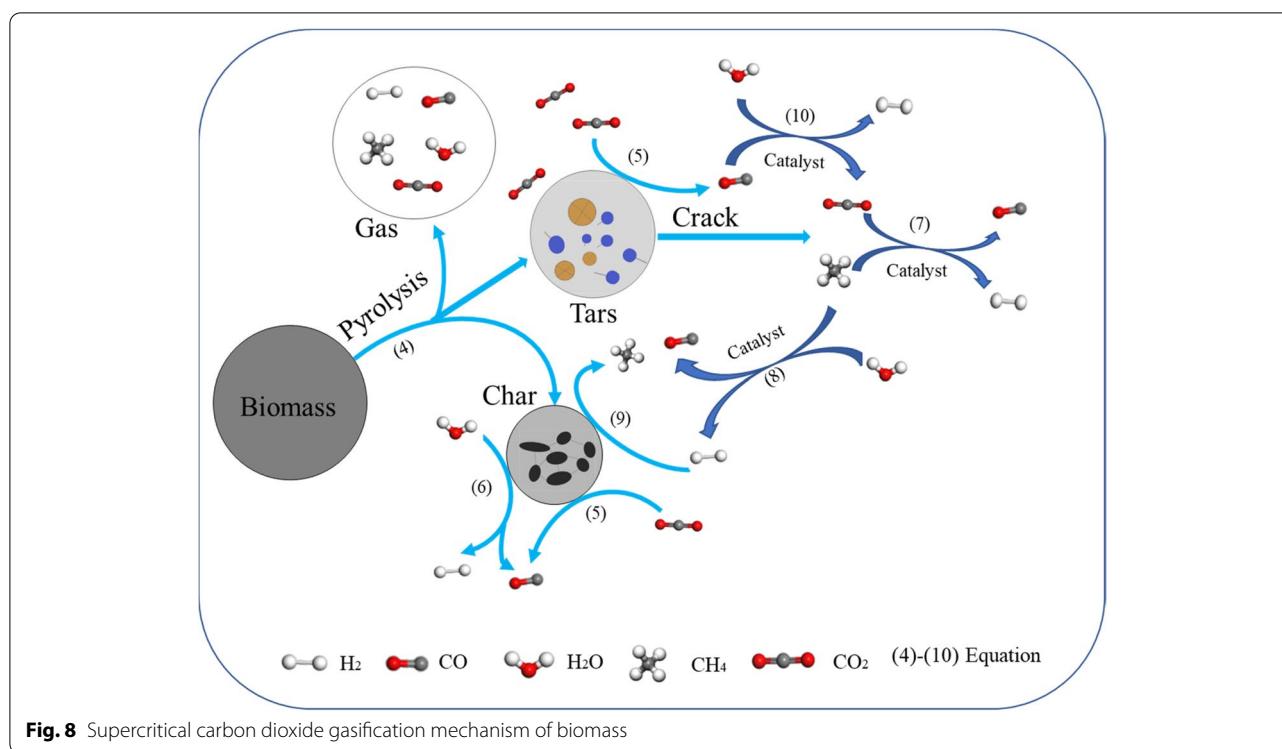 (10)
Catalyst
(5)
Gas
Crack
(7)
Catalyst
Tars
Pyrolysis
(4)
Catalyst
(8)
Biomass
Char
(9)
(6)
(5)
H2
CO
H2O
CH4
CO2
(4)-(10) Equation
Fig. 8 Supercritical carbon dioxide gasification mechanism of biomass